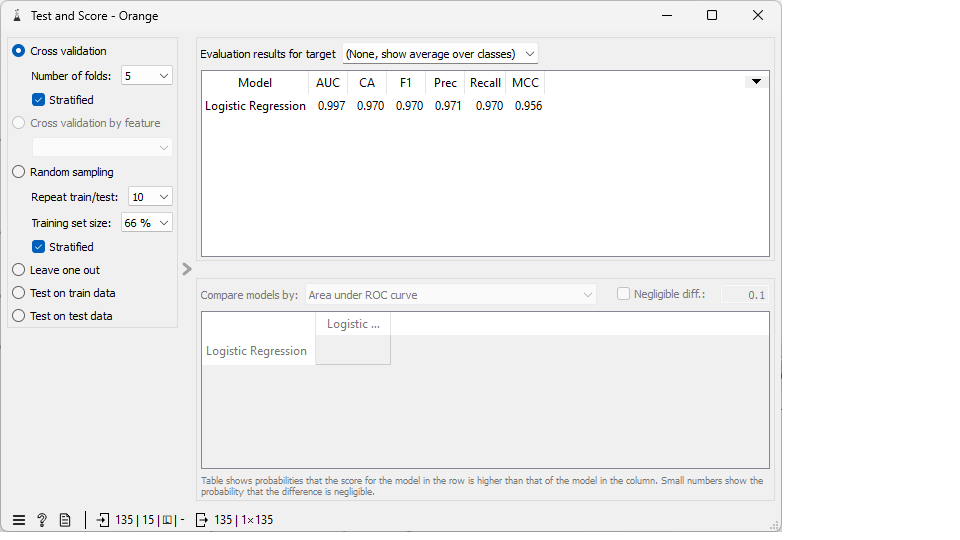 Test and Score - Orange
Cross validation
Number of folds: 5
Stratified
Cross validation by feature
Random sampling
Repeat train/test: 10
Training set size: 66 %
Stratified
Leave one out
Test on train data
Test on test data
Evaluation results for target (None, show average over classes)
Model AUC CA F1 Prec Recall MCC
Logistic Regression 0.997 0.970 0.970 0.971 0.970 0.956
Compare models by: Area under ROC curve Negligible diff.: 0.1
Logistic ...
Logistic Regression
Table shows probabilities that the score for the model in the row is higher than that of the model in the column. Small numbers show the
probability that the difference is negligible.
135 | 15 | - 135 | 1×135